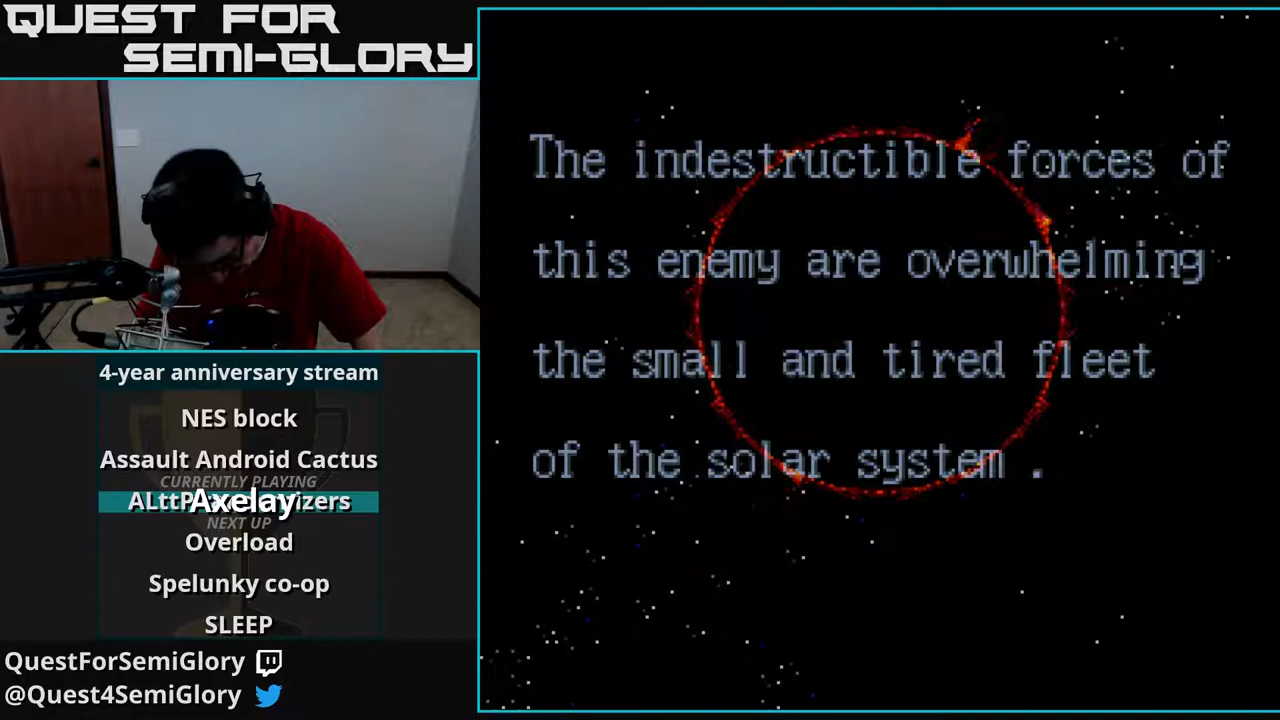 QUEST FOR
SEMI-GLORY
4-year anniversary stream
NES block
Assault Android Cactus
CURRENTLY PLAYING
Axelay
NEXT UP
Overload
Spelunky co-op
SLEEP
QuestForSemiGlory
@Quest4SemiGlory
The indestructible forces of
this enemy are overwhelming
the small and tired fleet
of the solar system .